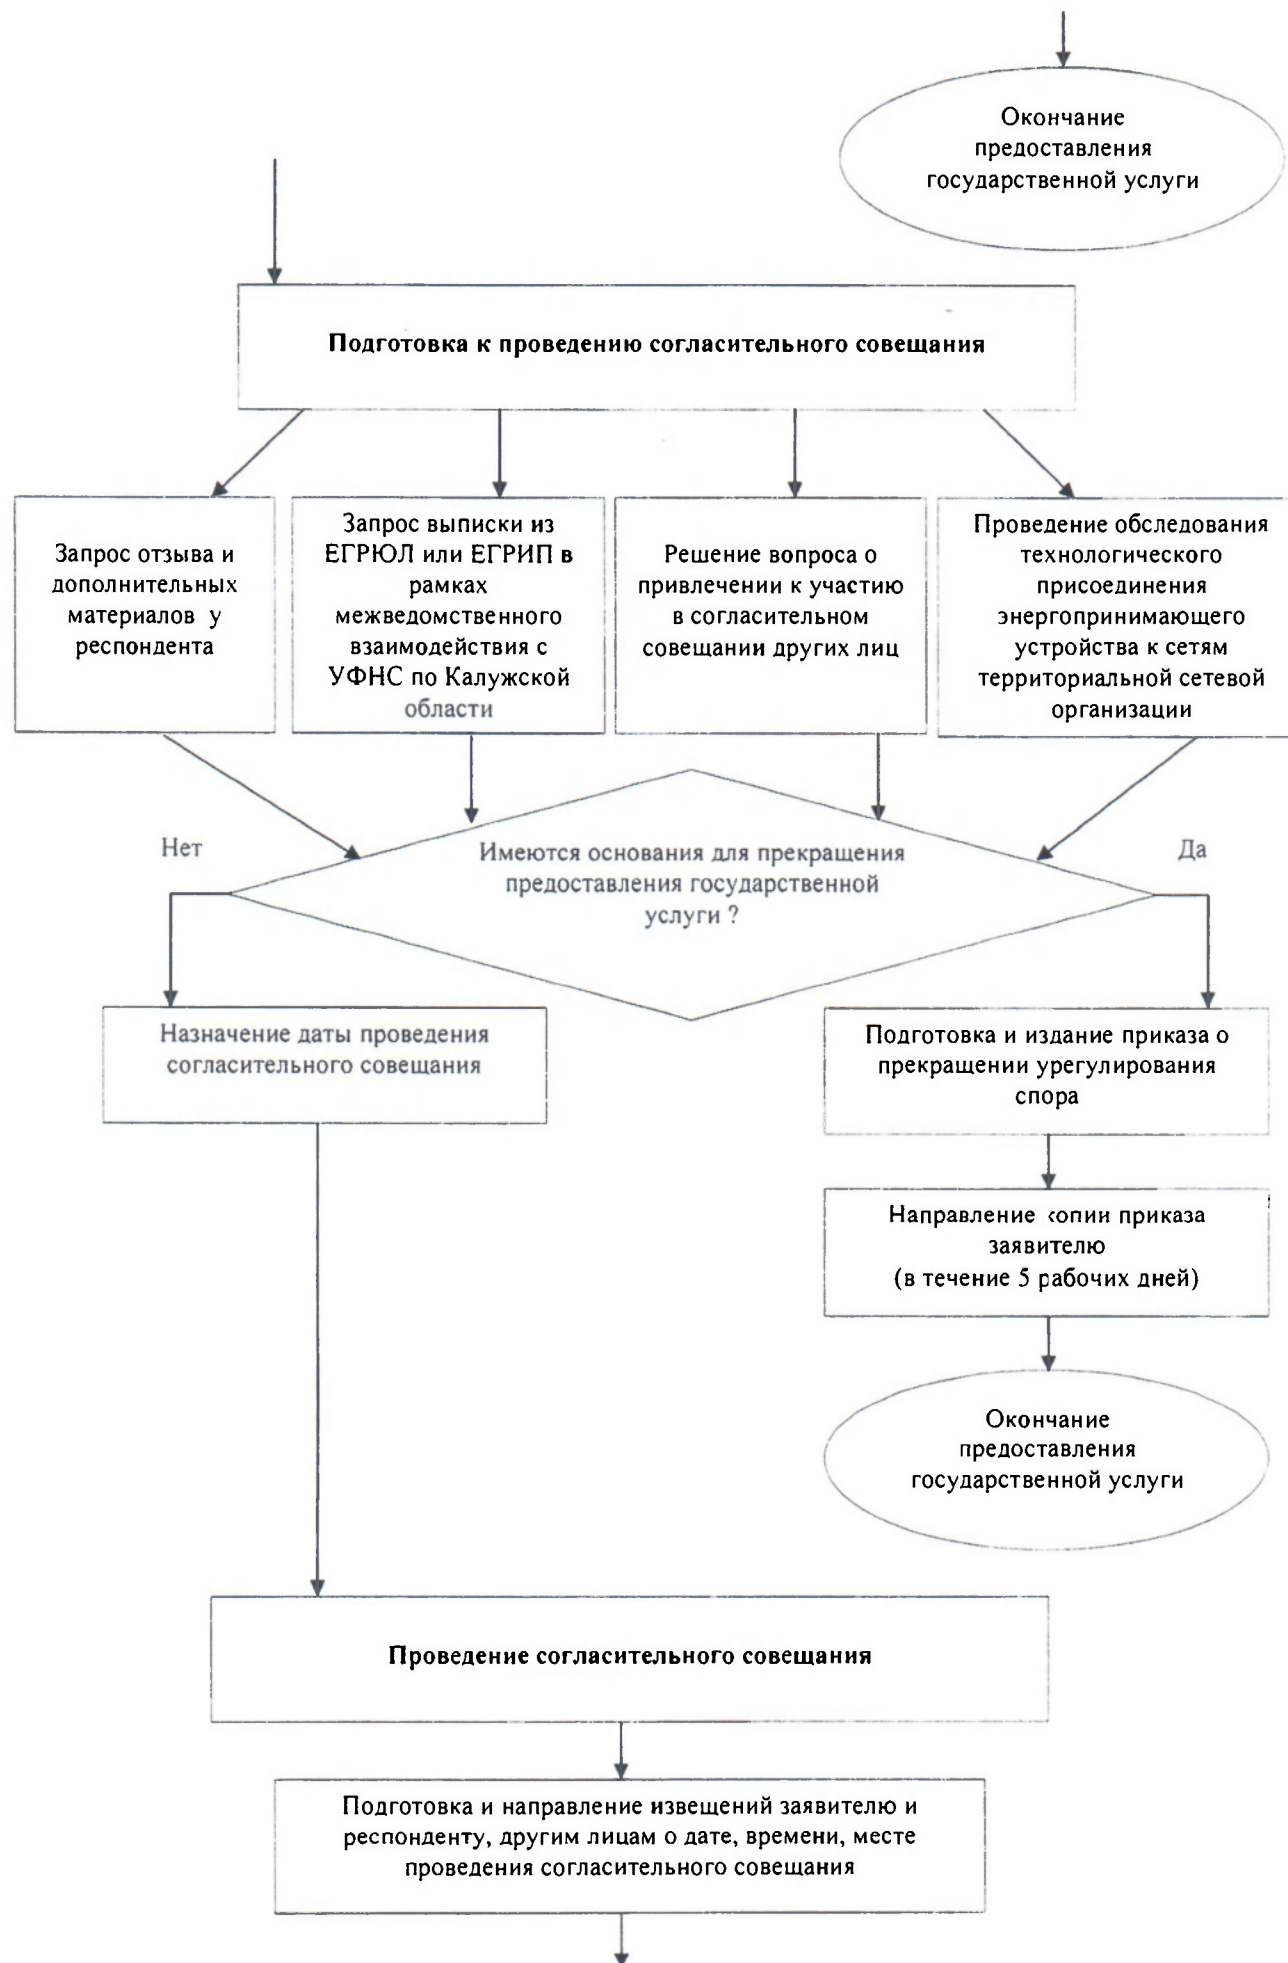 Окончание
предоставления
государственной услуги
Подготовка к проведению согласительного совещания
Запрос отзыва и
дополнительных
материалов у
респондента
Запрос выписки из
ЕГРЮЛ или ЕГРИП в
рамках
межведомственного
взаимодействия с
УФНС по Калужской
области
Решение вопроса о
привлечении к участию
в согласительном
совещании других лиц
Проведение обследования
технологического
присоединения
энергопринимающего
устройства к сетям
территориальной сетевой
организации
Нет
Имеются основания для прекращения
предоставления государственной
услуги ?
Да
Назначение даты проведения
согласительного совещания
Подготовка и издание приказа о
прекращении урегулирования
спора
Направление копии приказа
заявителю
(в течение 5 рабочих дней)
Окончание
предоставления
государственной услуги
Проведение согласительного совещания
Подготовка и направление извещений заявителю и
респонденту, другим лицам о дате, времени, месте
проведения согласительного совещания